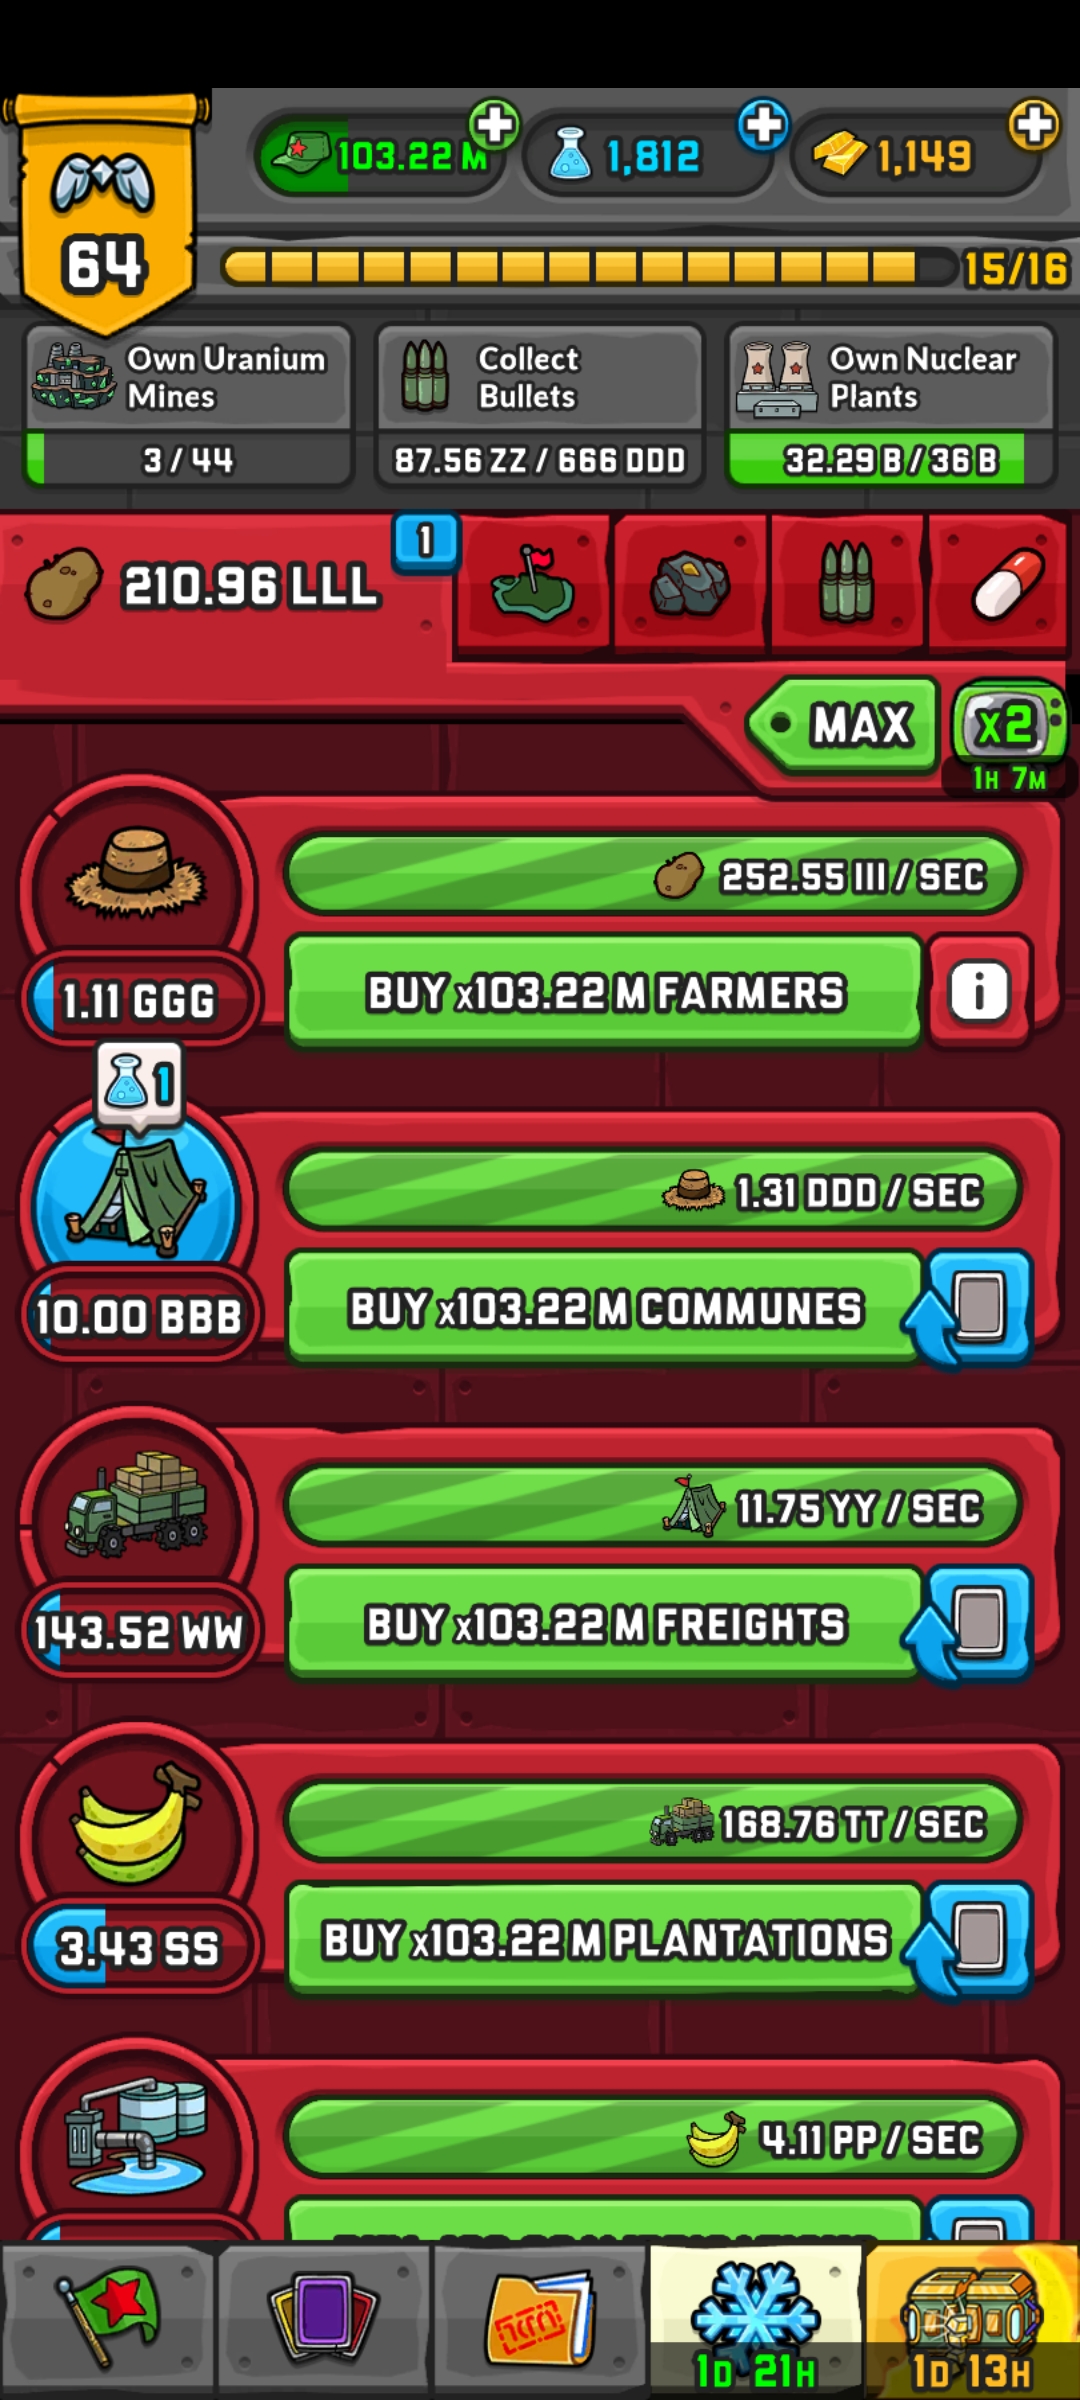 103.22 M
1,812
1,149
64
15/16
Own Uranium
Mines
3 / 44
Collect
Bullets
87.56 ZZ / 666 DDD
Own Nuclear
Plants
32.29 B / 36 B
210.96 LLL
1
MAX
x2
1H 7M
252.55 III / SEC
1.11 GGG
BUY x103.22 M FARMERS
i
1
1.31 DDD / SEC
10.00 BBB
BUY x103.22 M COMMUNES
11.75 YY / SEC
143.52 WW
BUY x103.22 M FREIGHTS
168.76 TT / SEC
3.43 SS
BUY x103.22 M PLANTATIONS
4.11 PP / SEC
1D 21H
1D 13H